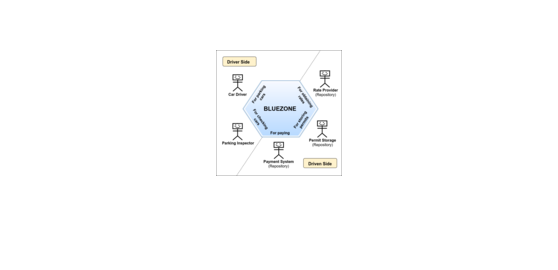 Driver Side
Car Driver
Rate Provider
(Repository)
For parking
cars
For obtaining
rates
BLUEZONE
For checking
cars
For storing
permits
For paying
Parking Inspector
Permit Storage
(Repository)
Payment System
(Repository)
Driven Side